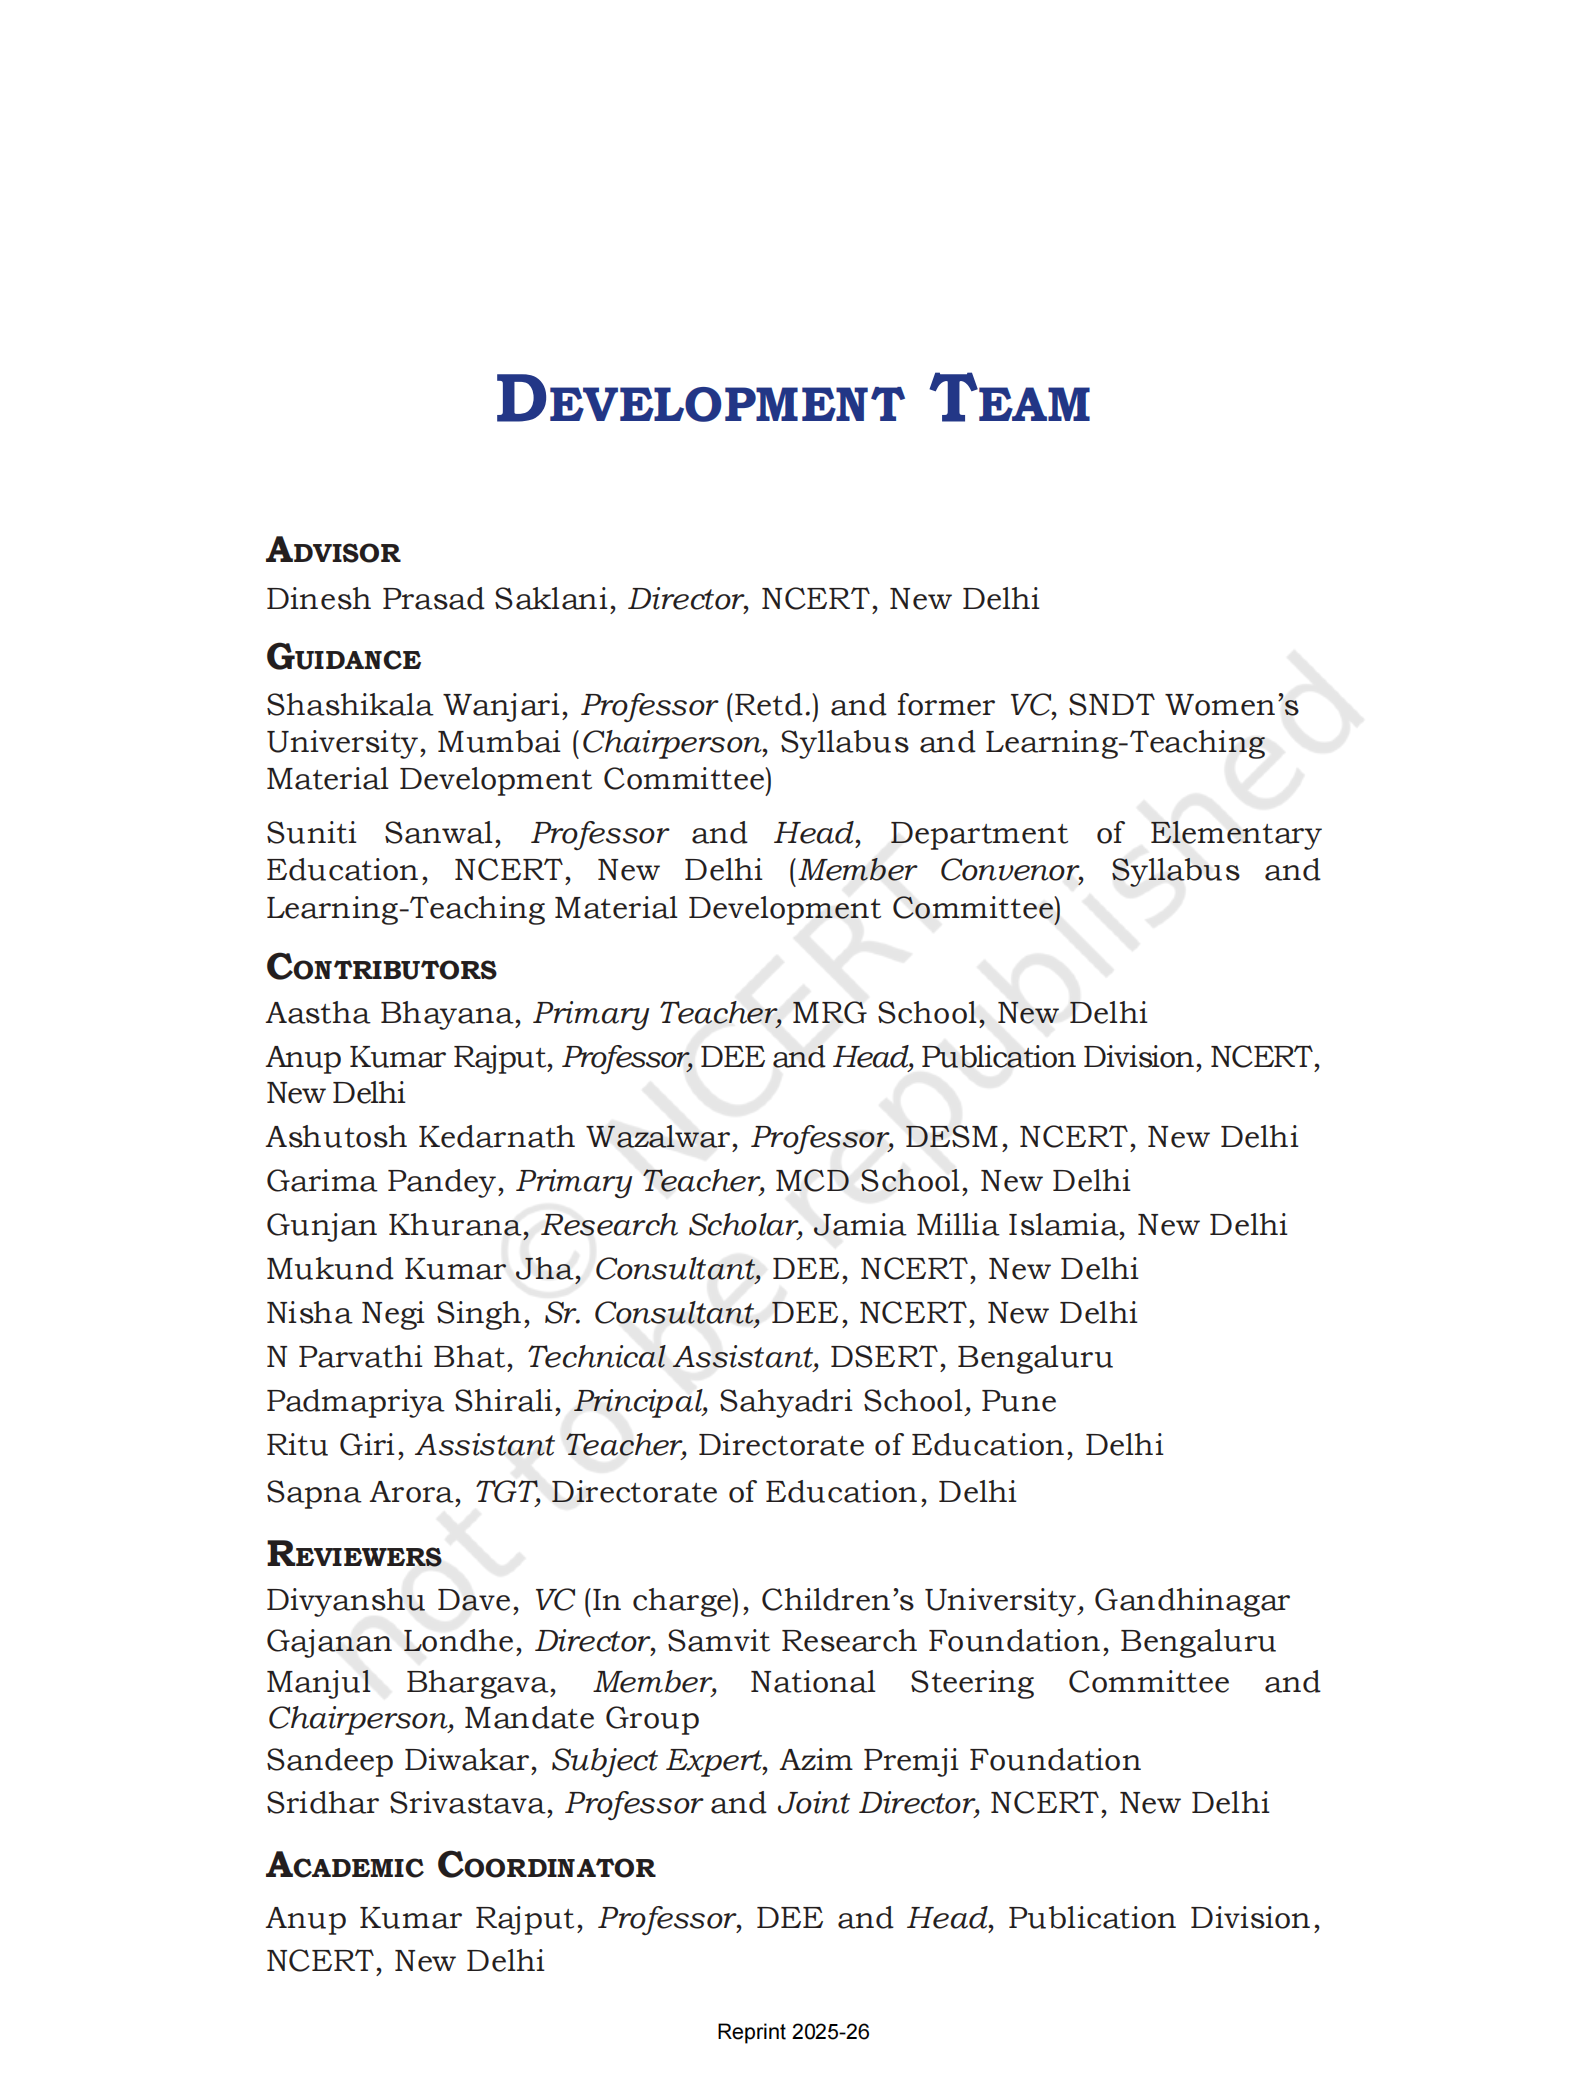 Development Team
Advisor
Dinesh Prasad Saklani, Director, NCERT, New Delhi
Guidance
Shashikala Wanjari, Professor (Retd.) and former VC, SNDT Women’s
University, Mumbai (Chairperson, Syllabus and Learning-Teaching
Material Development Committee)
Suniti Sanwal, Professor and Head, Department of Elementary
Education, NCERT, New Delhi (Member Convenor, Syllabus and
Learning-Teaching Material Development Committee)
Contributors
Aastha Bhayana, Primary Teacher, MRG School, New Delhi
Anup Kumar Rajput, Professor, DEE and Head, Publication Division, NCERT,
New Delhi
Ashutosh Kedarnath Wazalwar, Professor, DESM, NCERT, New Delhi
Garima Pandey, Primary Teacher, MCD School, New Delhi
Gunjan Khurana, Research Scholar, Jamia Millia Islamia, New Delhi
Mukund Kumar Jha, Consultant, DEE, NCERT, New Delhi
Nisha Negi Singh, Sr. Consultant, DEE, NCERT, New Delhi
N Parvathi Bhat, Technical Assistant, DSERT, Bengaluru
Padmapriya Shirali, Principal, Sahyadri School, Pune
Ritu Giri, Assistant Teacher, Directorate of Education, Delhi
Sapna Arora, TGT, Directorate of Education, Delhi
Reviewers
Divyanshu Dave, VC (In charge), Children’s University, Gandhinagar
Gajanan Londhe, Director, Samvit Research Foundation, Bengaluru
Manjul Bhargava, Member, National Steering Committee and
Chairperson, Mandate Group
Sandeep Diwakar, Subject Expert, Azim Premji Foundation
Sridhar Srivastava, Professor and Joint Director, NCERT, New Delhi
Academic Coordinator
Anup Kumar Rajput, Professor, DEE and Head, Publication Division,
NCERT, New Delhi
© NCERT
not to be republished
Reprint 2025-26